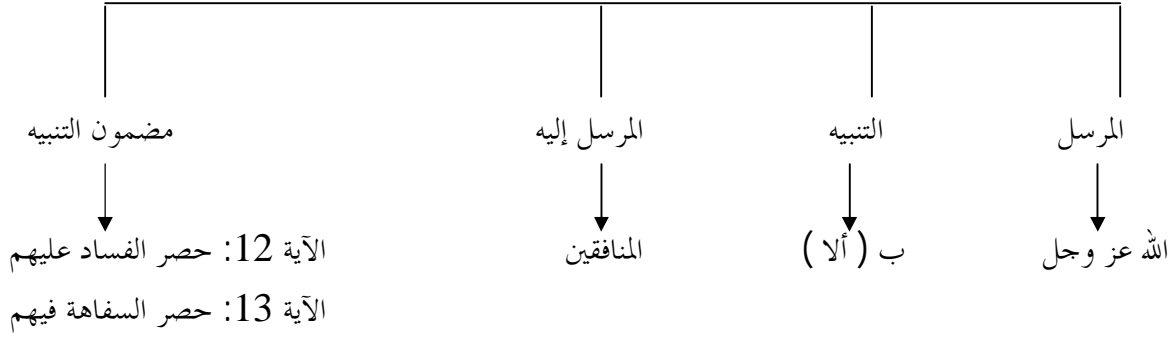 المرسل التنبيه المرسل إليه مضمون التنبيه
الله عز وجل ب ( ألا ) المنافقين الآية 12: حصر الفساد عليهم
الآية 13: حصر السفاهة فيهم